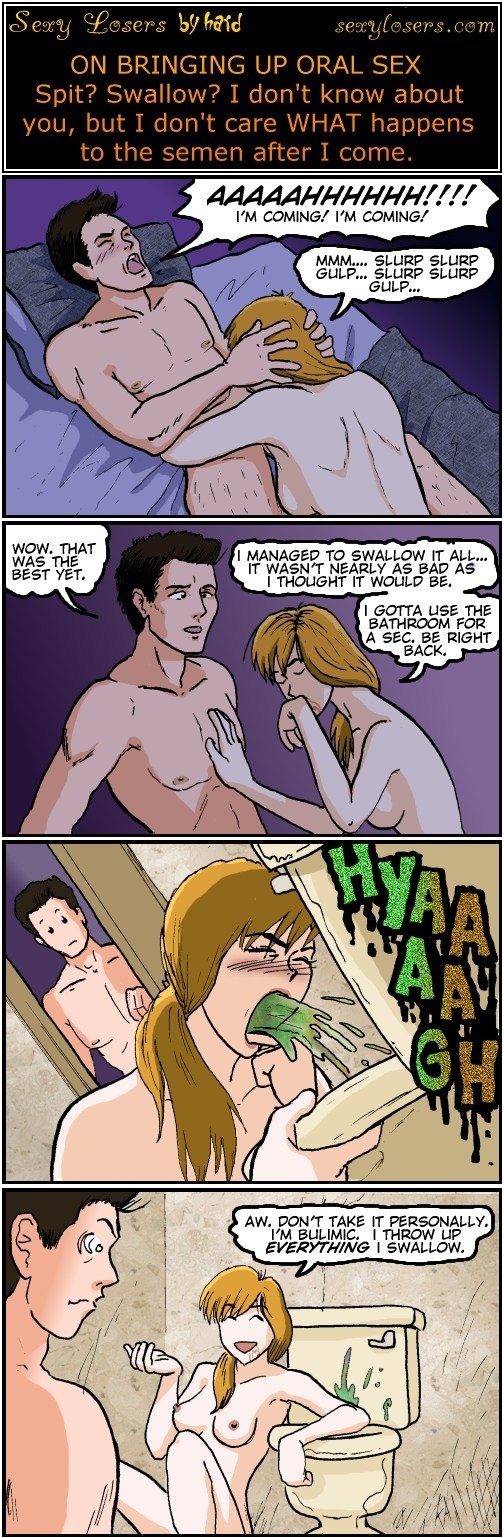 Sexy Losers by hard
sexylosers.com
ON BRINGING UP ORAL SEX
Spit? Swallow? I don't know about
you, but I don't care WHAT happens
to the semen after I come.
AAAAAHHHHHH!!!!
I'M COMING! I'M COMING!
MMM.... SLURP SLURP
GULP... SLURP SLURP
GULP...
WOW. THAT
WAS THE
BEST YET.
I MANAGED TO SWALLOW IT ALL...
IT WASN'T NEARLY AS BAD AS
I THOUGHT IT WOULD BE.
I GOTTA USE THE
BATHROOM FOR
A SEC. BE RIGHT
BACK.
HYAAAAGH
AW. DON'T TAKE IT PERSONALLY.
I'M BULIMIC. I THROW UP
EVERYTHING I SWALLOW.